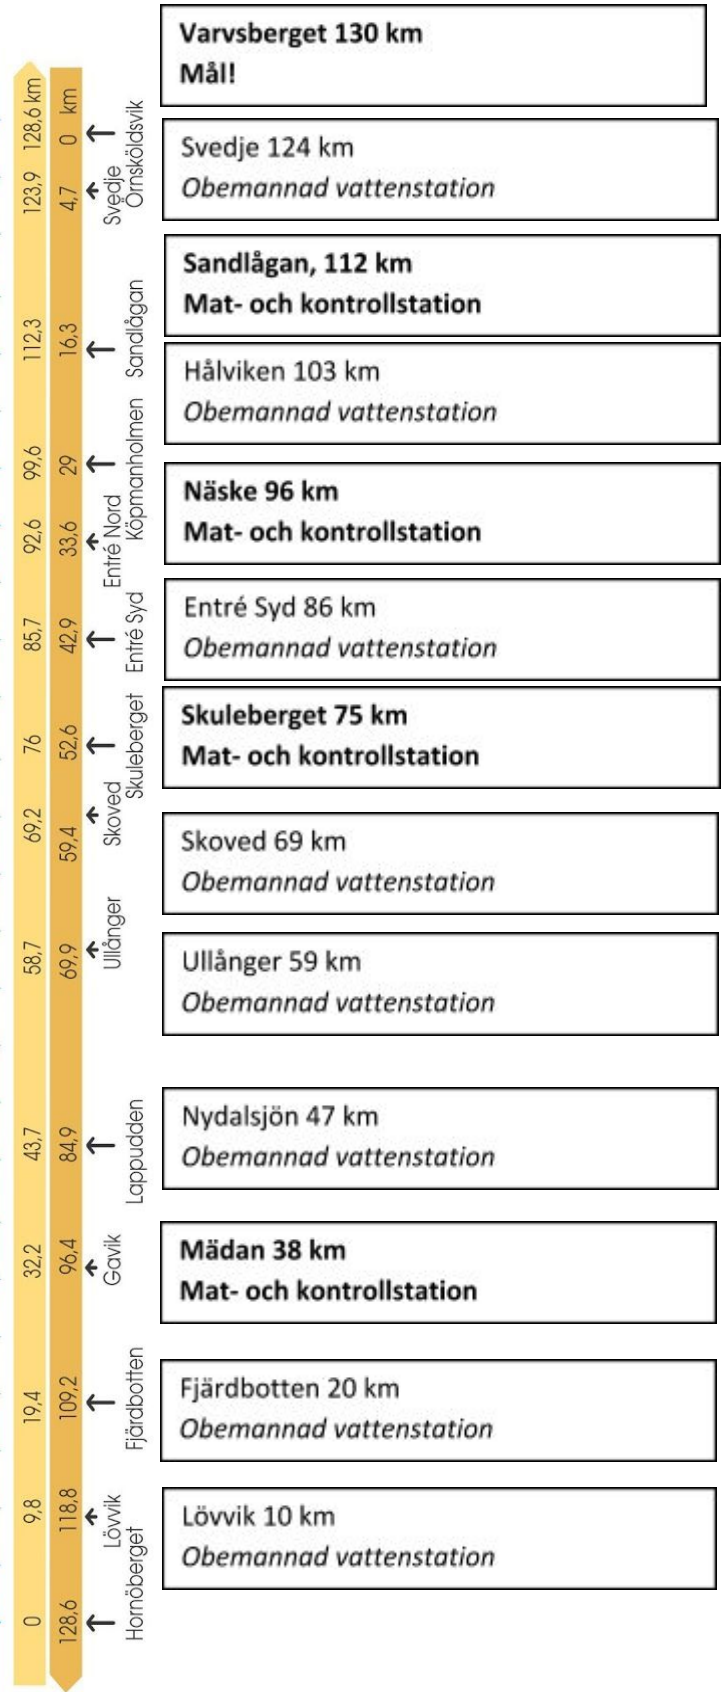 Varvsberget 130 km
Mål!
Svedje 124 km
Obemannad vattenstation
Sandlågan, 112 km
Mat- och kontrollstation
Hålviken 103 km
Obemannad vattenstation
Näske 96 km
Mat- och kontrollstation
Entré Syd 86 km
Obemannad vattenstation
Skuleberget 75 km
Mat- och kontrollstation
Skoved 69 km
Obemannad vattenstation
Ullånger 59 km
Obemannad vattenstation
Nydalsjön 47 km
Obemannad vattenstation
Mädan 38 km
Mat- och kontrollstation
Fjärdbotten 20 km
Obemannad vattenstation
Lövvik 10 km
Obemannad vattenstation
0 9,8 19,4 32,2 43,7 58,7 69,2 76 85,7 92,6 99,6 112,3 123,9 128,6 km
128,6 118,8 109,2 96,4 84,9 69,9 59,4 52,6 42,9 33,6 29 16,3 4,7 0 km
Lövvik Gavik Ullånger Skoved Entré Nord Svedje
Hornöberget Fjärdbotten Lappudden Skuleberget Entré Syd Köpmanholmen Sandlågan Örnsköldsvik